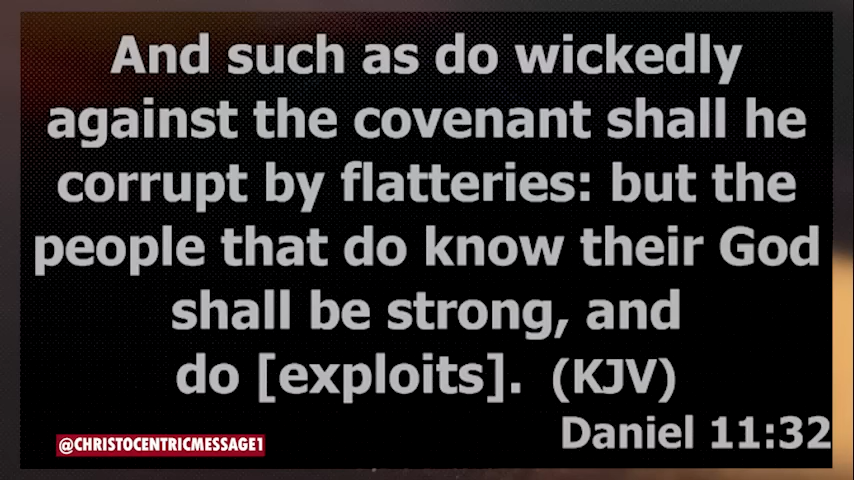 And such as do wickedly
against the covenant shall he
corrupt by flatteries: but the
people that do know their God
shall be strong, and
do [exploits]. (KJV)
Daniel 11:32
@CHRISTOCENTRICMESSAGE1